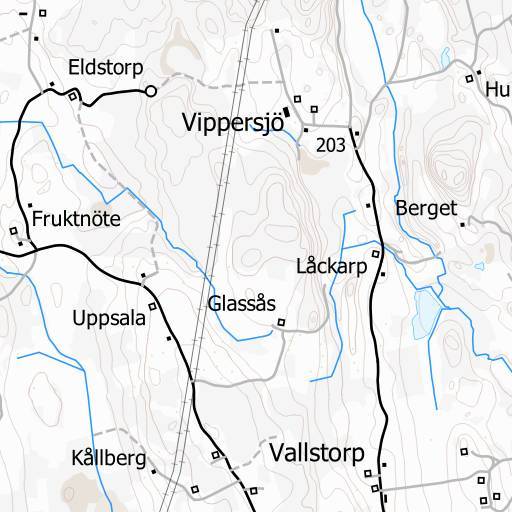 Eldstorp
Hu
Vippersjö
203
Berget
Fruktnöte
Låckarp
Glassås
Uppsala
Vallstorp
Kållberg